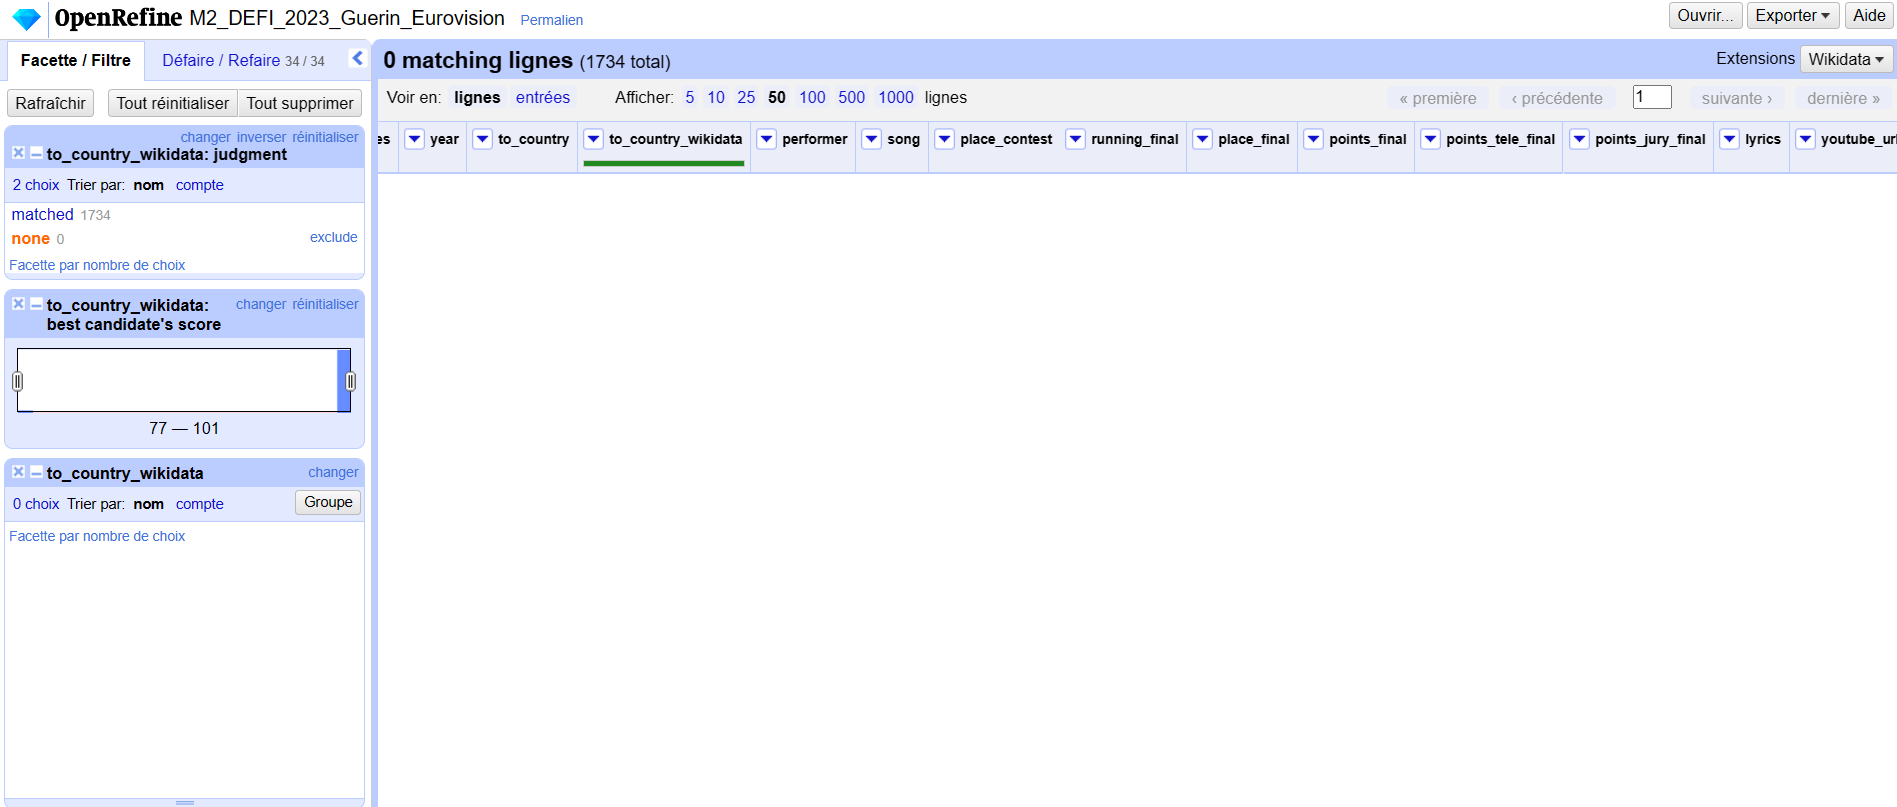 OpenRefine M2_DEFI_2023_Guerin_Eurovision Permalien
Ouvrir... Exporter Aide
Facette / Filtre Défaire / Refaire 34 / 34
Rafraîchir Tout réinitialiser Tout supprimer
changer inverser réinitialiser
to_country_wikidata: judgment
2 choix Trier par: nom compte
matched 1734
none 0 exclude
Facette par nombre de choix
to_country_wikidata: changer réinitialiser
best candidate's score
77 — 101
to_country_wikidata changer
0 choix Trier par: nom compte Groupe
Facette par nombre de choix
0 matching lignes (1734 total)
Extensions Wikidata
Voir en: lignes entrées Afficher: 5 10 25 50 100 500 1000 lignes
« première ‹ précédente 1 suivante › dernière »
es year to_country to_country_wikidata performer song place_contest running_final place_final points_final points_tele_final points_jury_final lyrics youtube_url